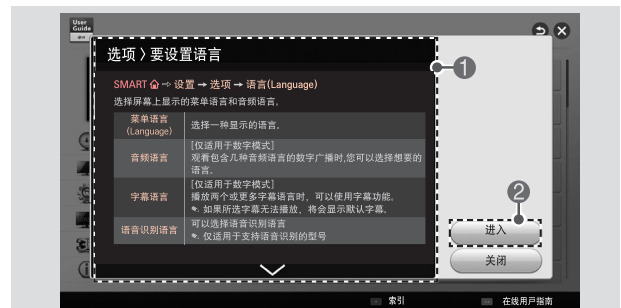 User
Guide
选项 > 要设置语言
1
SMART ⇨ 设置 → 选项 → 语言(Language)
选择屏幕上显示的菜单语言和音频语言。
菜单语言
(Language)
选择一种显示的语言。
音频语言
[仅适用于数字模式]
观看包含几种音频语言的数字广播时,您可以选择想要的
语言。
字幕语言
[仅适用于数字模式]
播放两个或更多字幕语言时, 可以使用字幕功能。
如果所选字幕无法播放, 将会显示默认字幕。
语音识别语言
可以选择语音识别语言
仅适用于支持语音识别的型号
2
进入
关闭
索引
在线用户指南